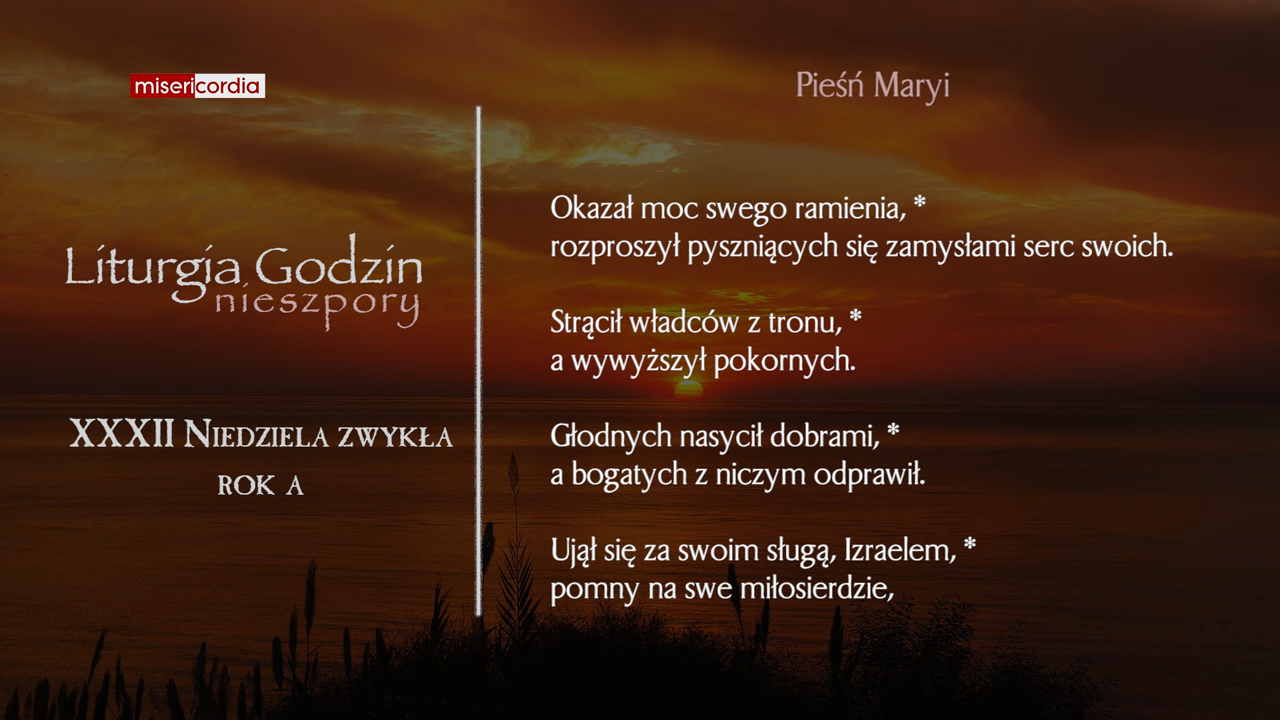 misericordia
Liturgia Godzin
nieszpory
XXXII Niedziela zwykła
rok A
Pieśń Maryi
Okazał moc swego ramienia, *
rozproszył pyszniących się zamysłami serc swoich.
Strącił władców z tronu, *
a wywyższył pokornych.
Głodnych nasycił dobrami, *
a bogatych z niczym odprawił.
Ujął się za swoim sługą, Izraelem, *
pomny na swe miłosierdzie,